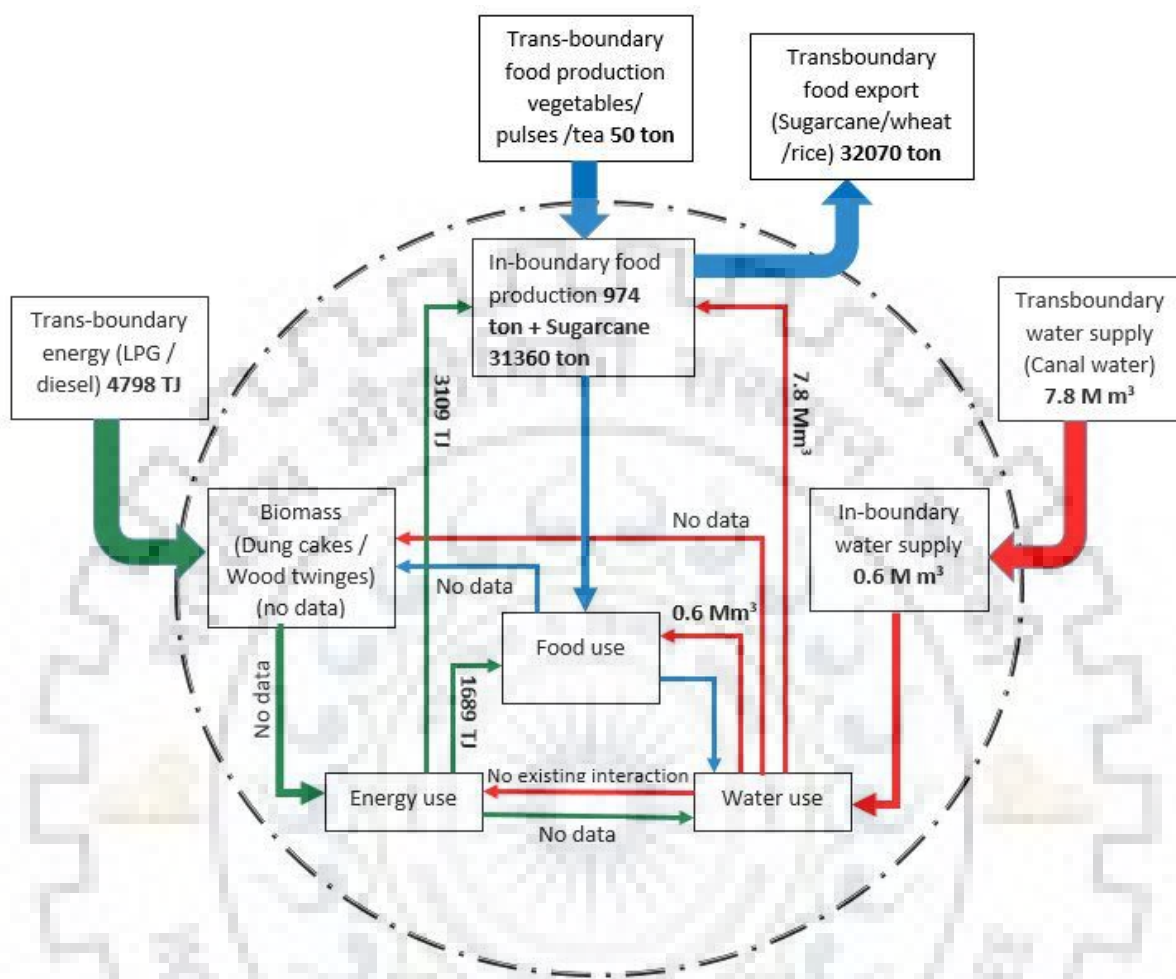 Trans-boundary
food production
vegetables/
pulses /tea 50 ton
Transboundary
food export
(Sugarcane/wheat
/rice) 32070 ton
In-boundary food
production 974
ton + Sugarcane
31360 ton
Trans-boundary
energy (LPG /
diesel) 4798 TJ
Transboundary
water supply
(Canal water)
7.8 M m³
3109 TJ
7.8 Mm³
Biomass
(Dung cakes /
Wood twinges)
(no data)
No data
No data
In-boundary
water supply
0.6 M m³
0.6 Mm³
Food use
No data
1689 TJ
No existing interaction
Energy use
Water use
No data